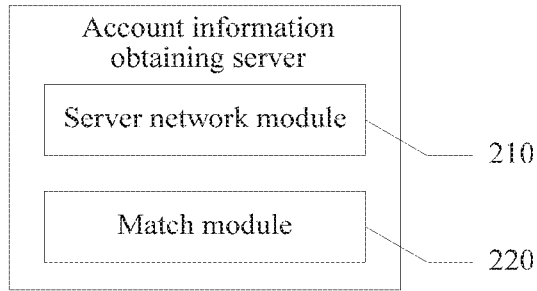 Account information
obtaining server
Server network module
210
Match module
220